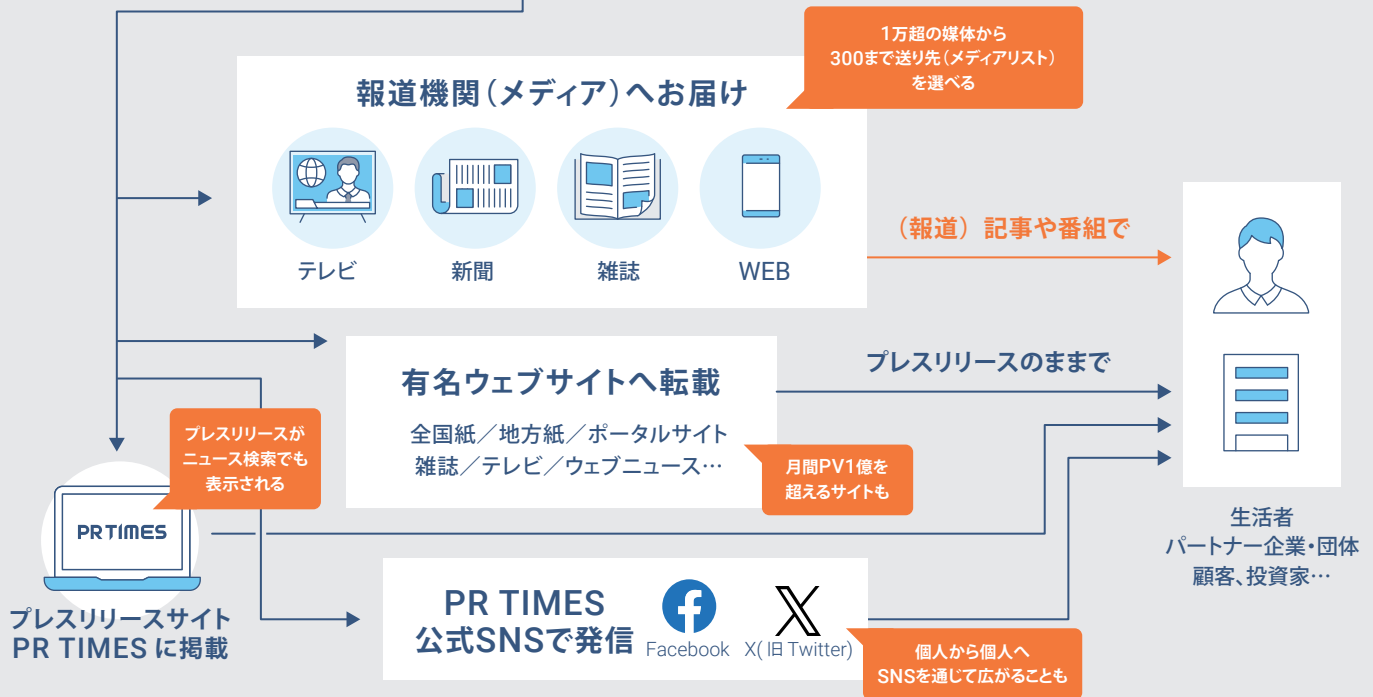 1万超の媒体から
300まで送り先(メディアリスト)
を選べる
報道機関(メディア)へお届け
テレビ
新聞
雑誌
WEB
(報道)記事や番組で
有名ウェブサイトへ転載
全国紙/地方紙/ポータルサイト
雑誌/テレビ/ウェブニュース…
プレスリリースのままで
月間PV1億を
超えるサイトも
プレスリリースが
ニュース検索でも
表示される
PR TIMES
プレスリリースサイト
PR TIMES に掲載
PR TIMES
公式SNSで発信
Facebook
X(旧 Twitter)
個人から個人へ
SNSを通じて広がることも
生活者
パートナー企業・団体
顧客、投資家…